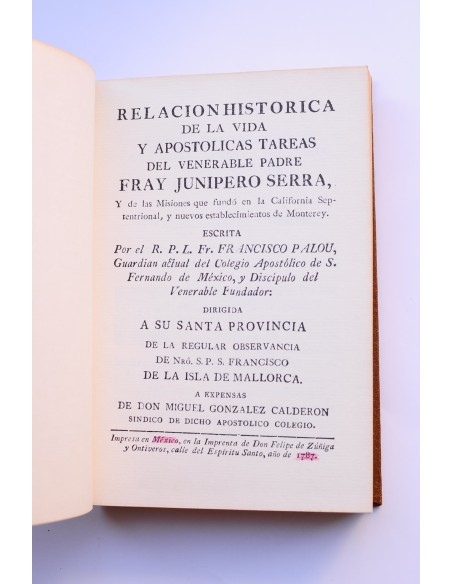 RELACION HISTORICA
DE LA VIDA
Y APOSTOLICAS TAREAS
DEL VENERABLE PADRE
FRAY JUNIPERO SERRA,
Y de las Misiones que fundó en la California Sep-
tentrional, y nuevos establecimientos de Monterey.
ESCRITA
Por el R. P. L. Fr. FRANCISCO PALOU,
Guardian actual del Colegio Apostólico de S.
Fernando de México, y Discipulo del
Venerable Fundador:
DIRIGIDA
A SU SANTA PROVINCIA
DE LA REGULAR OBSERVANCIA
DE NRÔ. S. P. S. FRANCISCO
DE LA ISLA DE MALLORCA.
A EXPENSAS
DE DON MIGUEL GONZALEZ CALDERON
SINDICO DE DICHO APOSTOLICO COLEGIO.
Impresa en México, en la Imprenta de Don Felipe de Zúñiga
y Ontiveros, calle del Espíritu Santo, año de 1787.